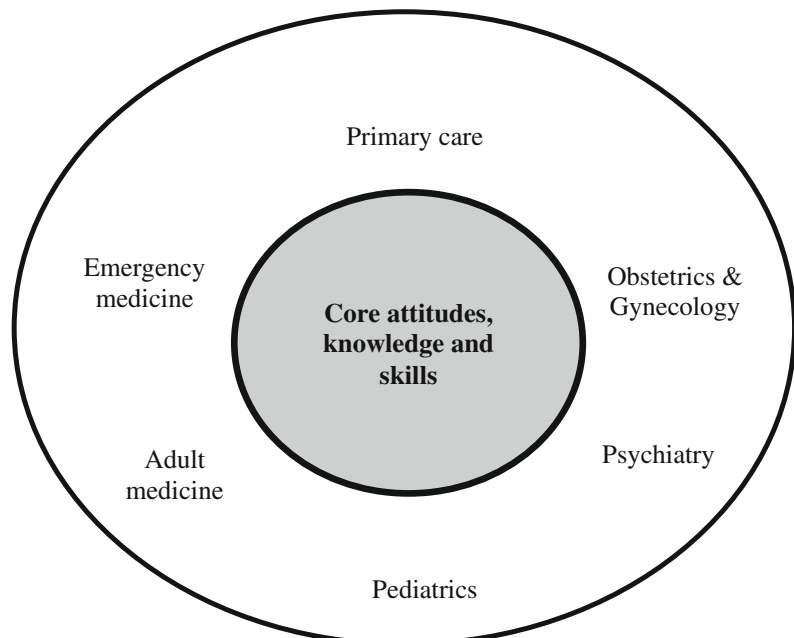 Primary care
Emergency
medicine
Obstetrics &
Gynecology
Core attitudes,
knowledge and
skills
Adult
medicine
Psychiatry
Pediatrics